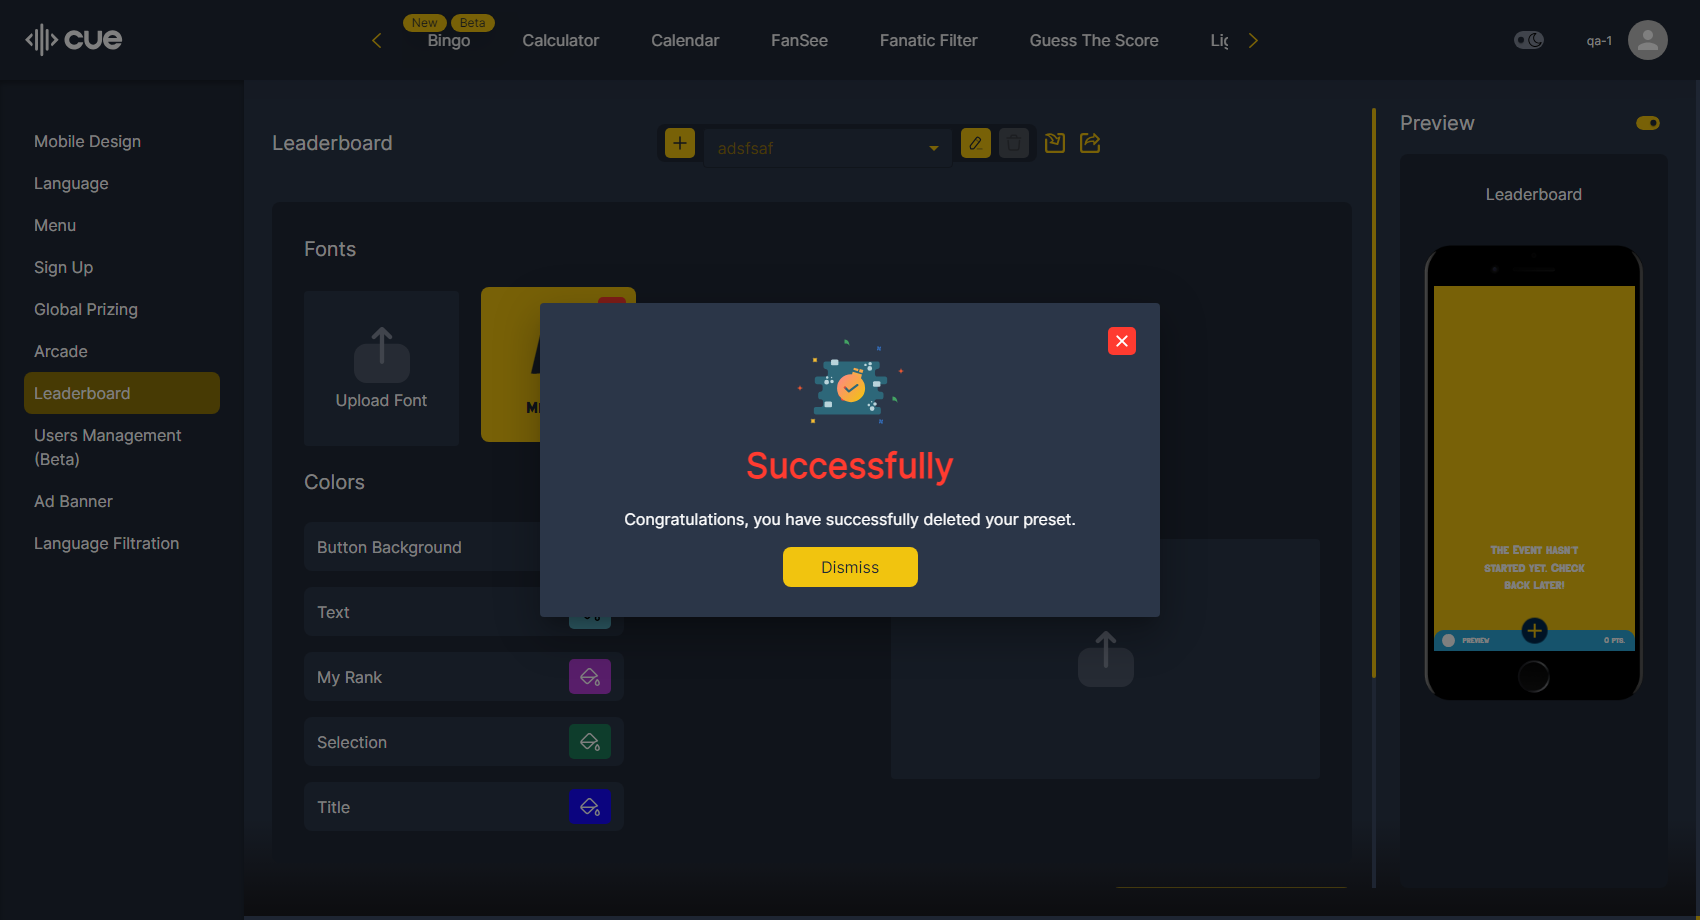 cue
New
Beta
Bingo
Calculator
Calendar
FanSee
Fanatic Filter
Guess The Score
qa-1
Mobile Design
Language
Menu
Sign Up
Global Prizing
Arcade
Leaderboard
Users Management
(Beta)
Ad Banner
Language Filtration
Leaderboard
adsfsaf
Preview
Leaderboard
Fonts
Upload Font
Colors
Button Background
Text
My Rank
Selection
Title
Successfully
Congratulations, you have successfully deleted your preset.
Dismiss
The Event hasn't
started yet. Check
back later!
Preview
0 pts.